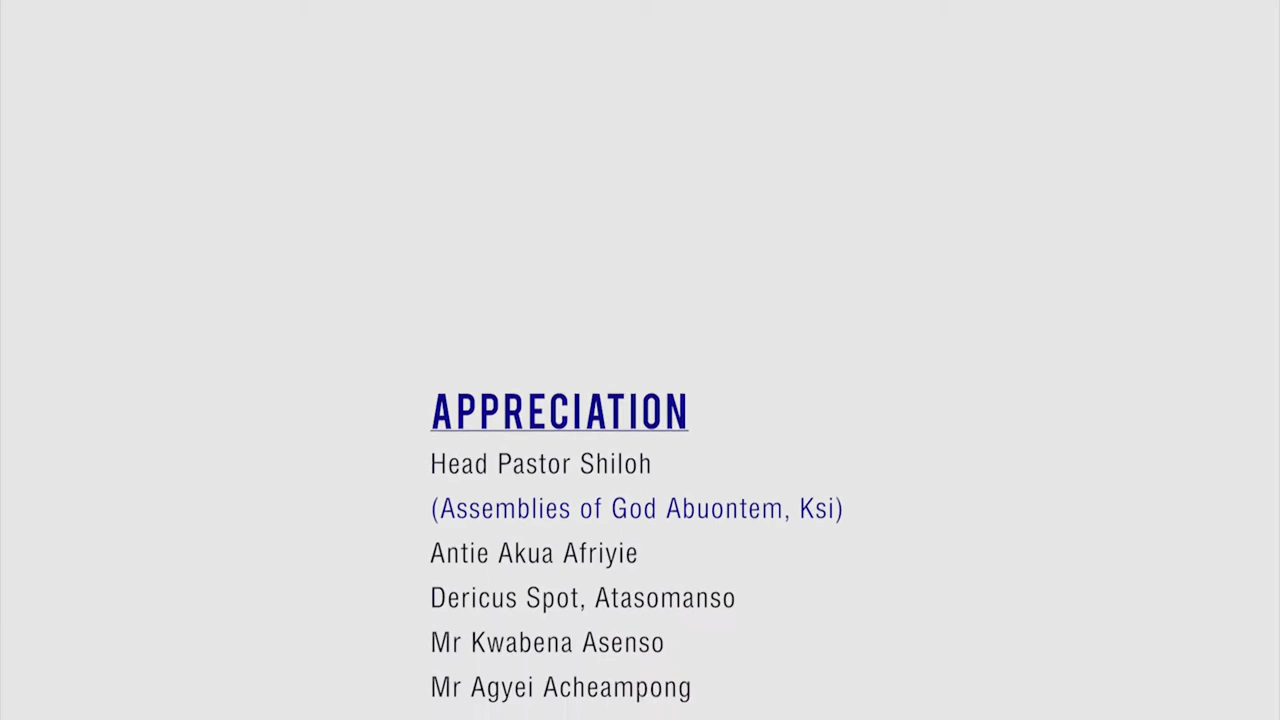 APPRECIATION
Head Pastor Shiloh
(Assemblies of God Abuontem, Ksi)
Antie Akua Afriyie
Dericus Spot, Atasomanso
Mr Kwabena Asenso
Mr Agyei Acheampong